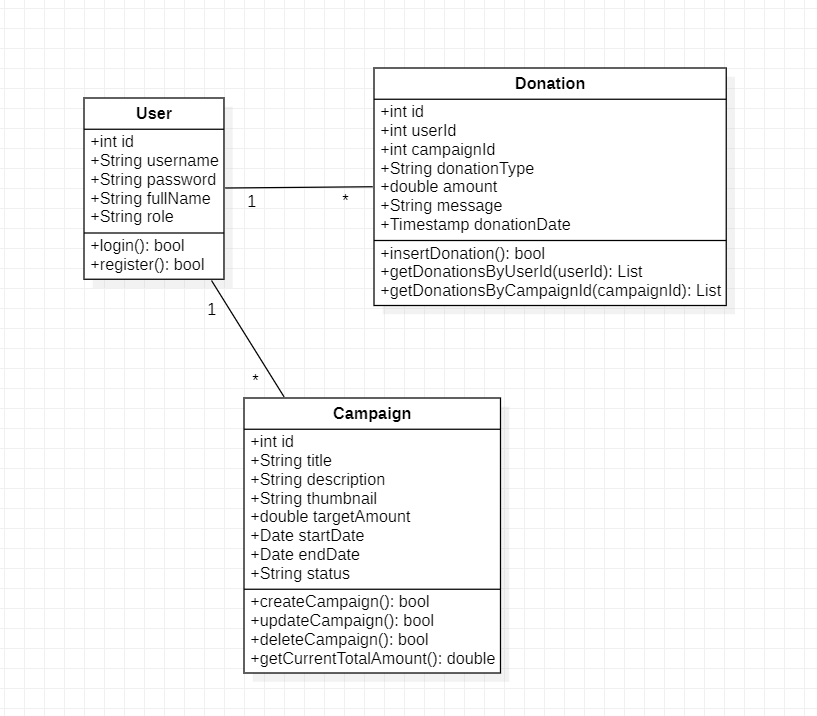 User
+int id
+String username
+String password
+String fullName
+String role
+login(): bool
+register(): bool
1
*
Donation
+int id
+int userId
+int campaignId
+String donationType
+double amount
+String message
+Timestamp donationDate
+insertDonation(): bool
+getDonationsByUserId(userId): List
+getDonationsByCampaignId(campaignId): List
1
*
Campaign
+int id
+String title
+String description
+String thumbnail
+double targetAmount
+Date startDate
+Date endDate
+String status
+createCampaign(): bool
+updateCampaign(): bool
+deleteCampaign(): bool
+getCurrentTotalAmount(): double